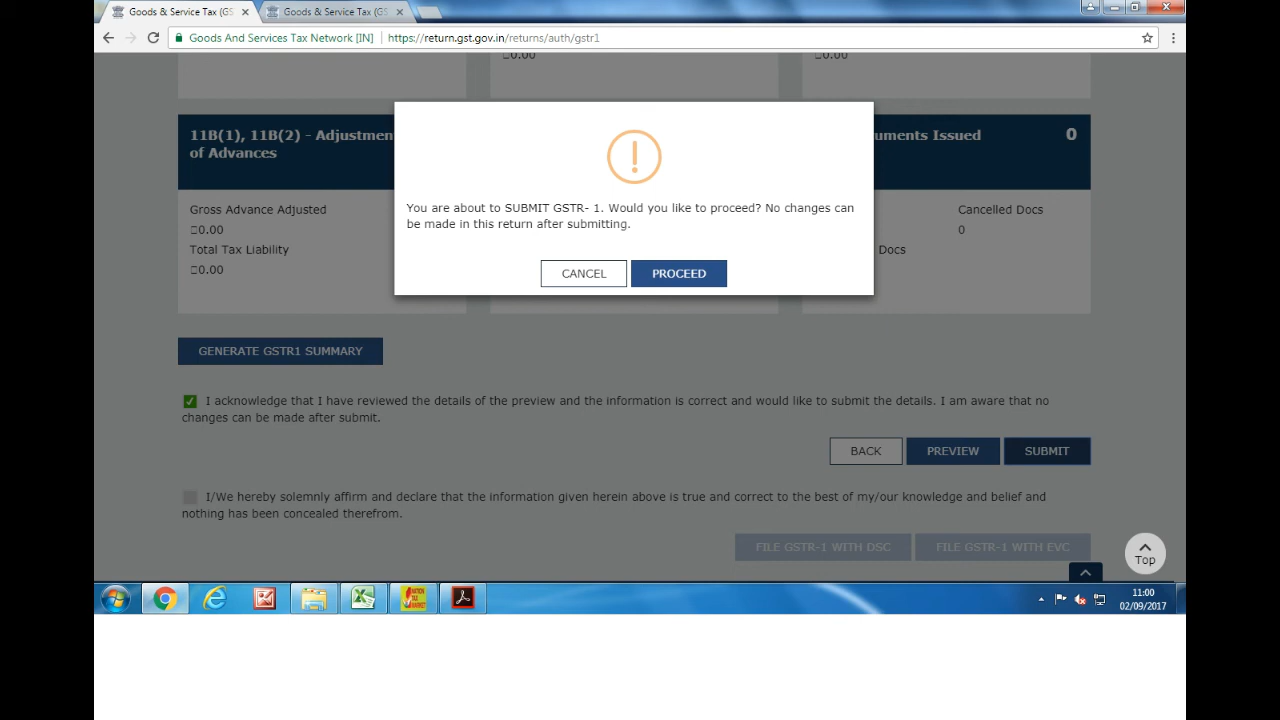 Goods & Service Tax (GS
Goods & Service Tax (GS
Goods And Services Tax Network [IN]
https://return.gst.gov.in/returns/auth/gstr1
11B(1), 11B(2) - Adjustmen
of Advances
uments Issued
0
Gross Advance Adjusted
0.00
Total Tax Liability
0.00
Cancelled Docs
0
Docs
You are about to SUBMIT GSTR- 1. Would you like to proceed? No changes can
be made in this return after submitting.
CANCEL
PROCEED
GENERATE GSTR1 SUMMARY
I acknowledge that I have reviewed the details of the preview and the information is correct and would like to submit the details. I am aware that no
changes can be made after submit.
BACK
PREVIEW
SUBMIT
I/We hereby solemnly affirm and declare that the information given herein above is true and correct to the best of my/our knowledge and belief and
nothing has been concealed therefrom.
FILE GSTR-1 WITH DSC
FILE GSTR-1 WITH EVC
Top
11:00
02/09/2017